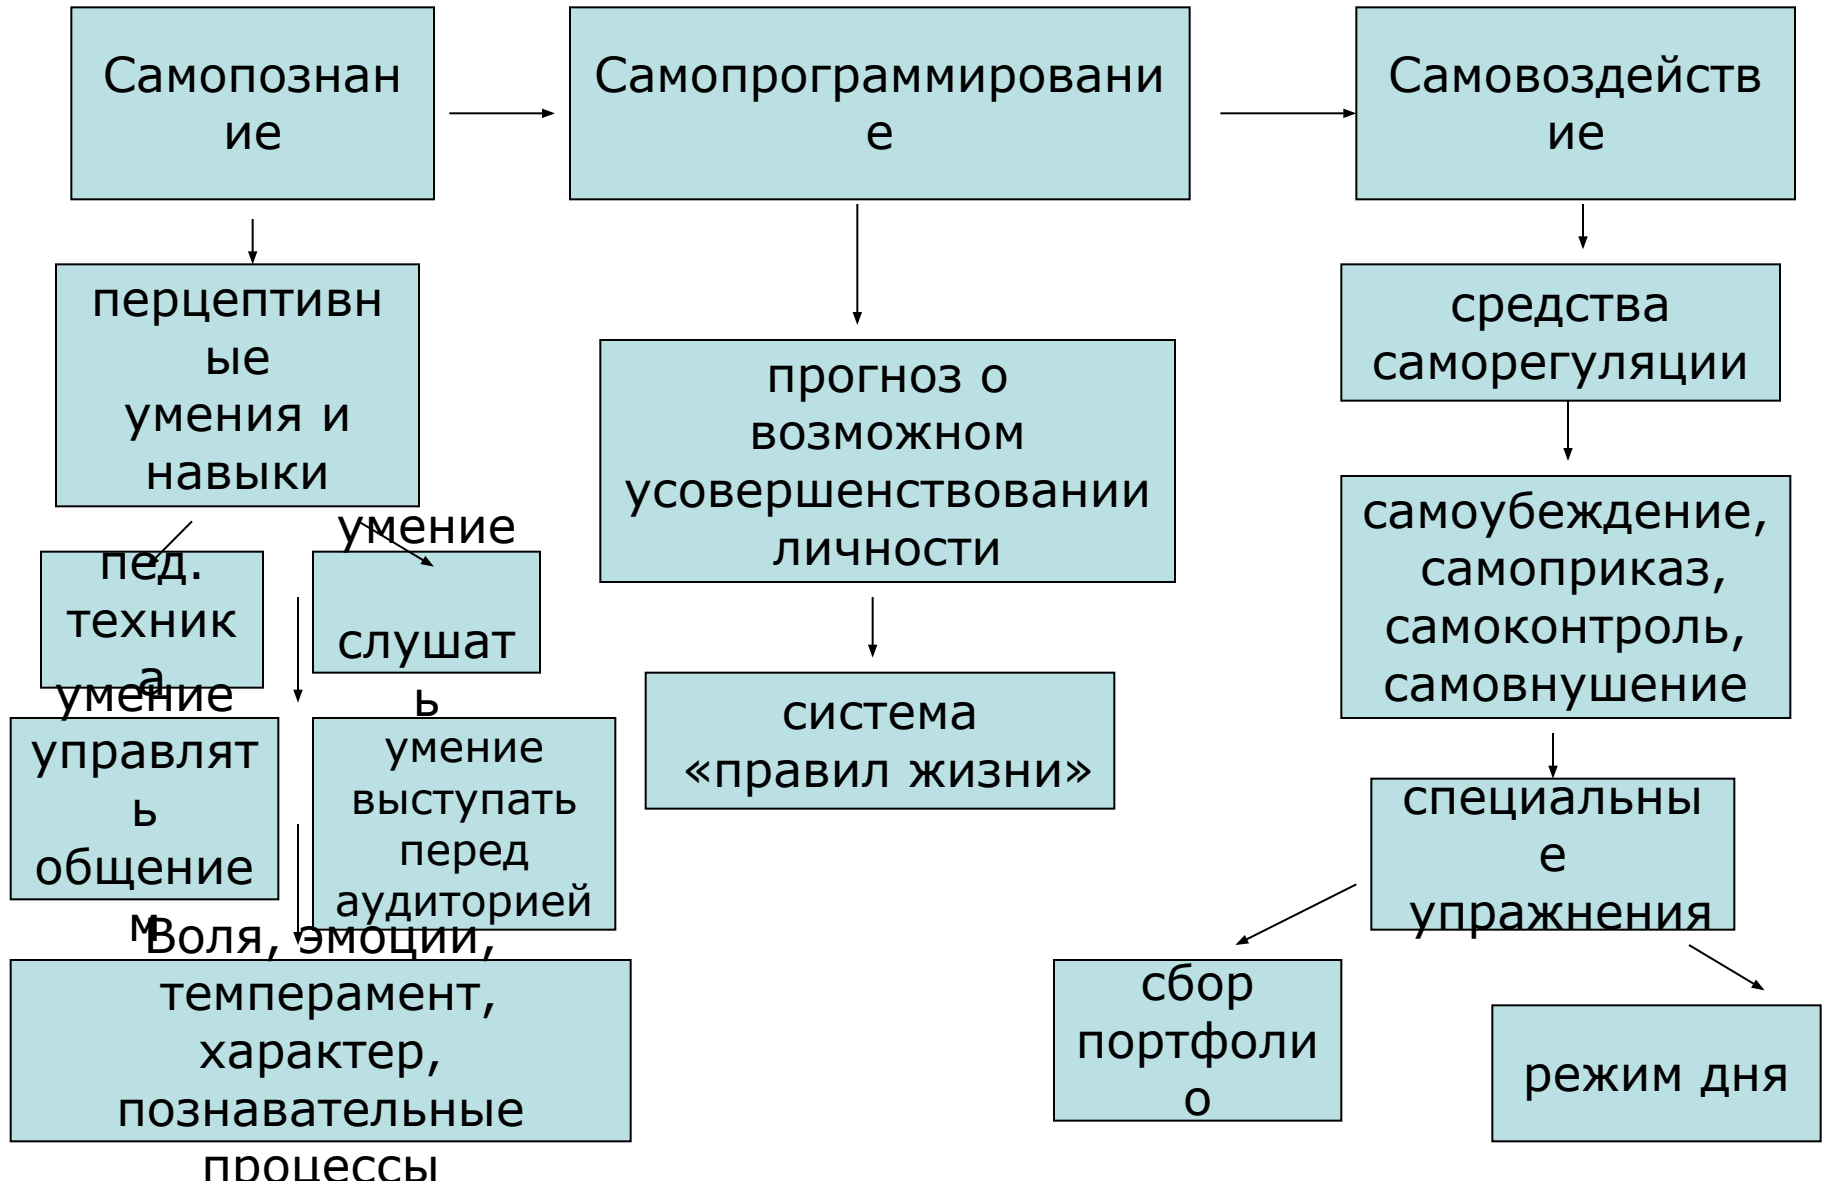 Самопознан
ие
Самопрограммировани
е
Самовоздейств
ие
перцептивн
ые
умения и
навыки
прогноз о
возможном
усовершенствовании
личности
средства
саморегуляции
пед.
техник
а
умение
слушат
ь
самоубеждение,
самоприказ,
самоконтроль,
самовнушение
умение
управлят
ь
общение
м
умение
выступать
перед
аудиторией
система
«правил жизни»
специальны
е
упражнения
Воля, эмоции,
темперамент,
характер,
познавательные
процессы
сбор
портфоли
о
режим дня